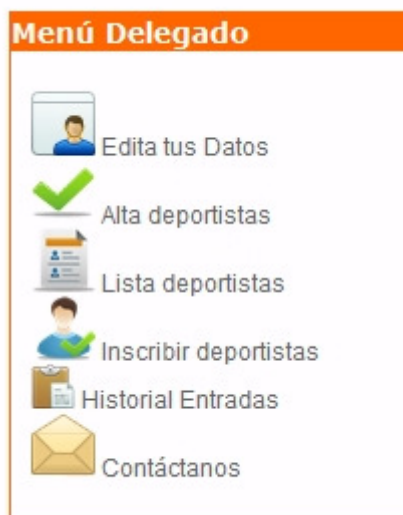 Menú Delegado
Edita tus Datos
Alta deportistas
Lista deportistas
Inscribir deportistas
Historial Entradas
Contáctanos